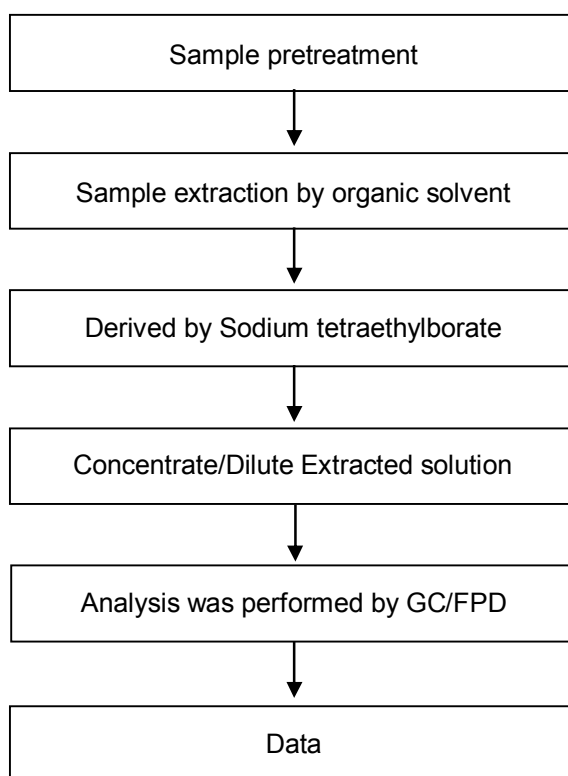 Sample pretreatment
Sample extraction by organic solvent
Derived by Sodium tetraethylborate
Concentrate/Dilute Extracted solution
Analysis was performed by GC/FPD
Data